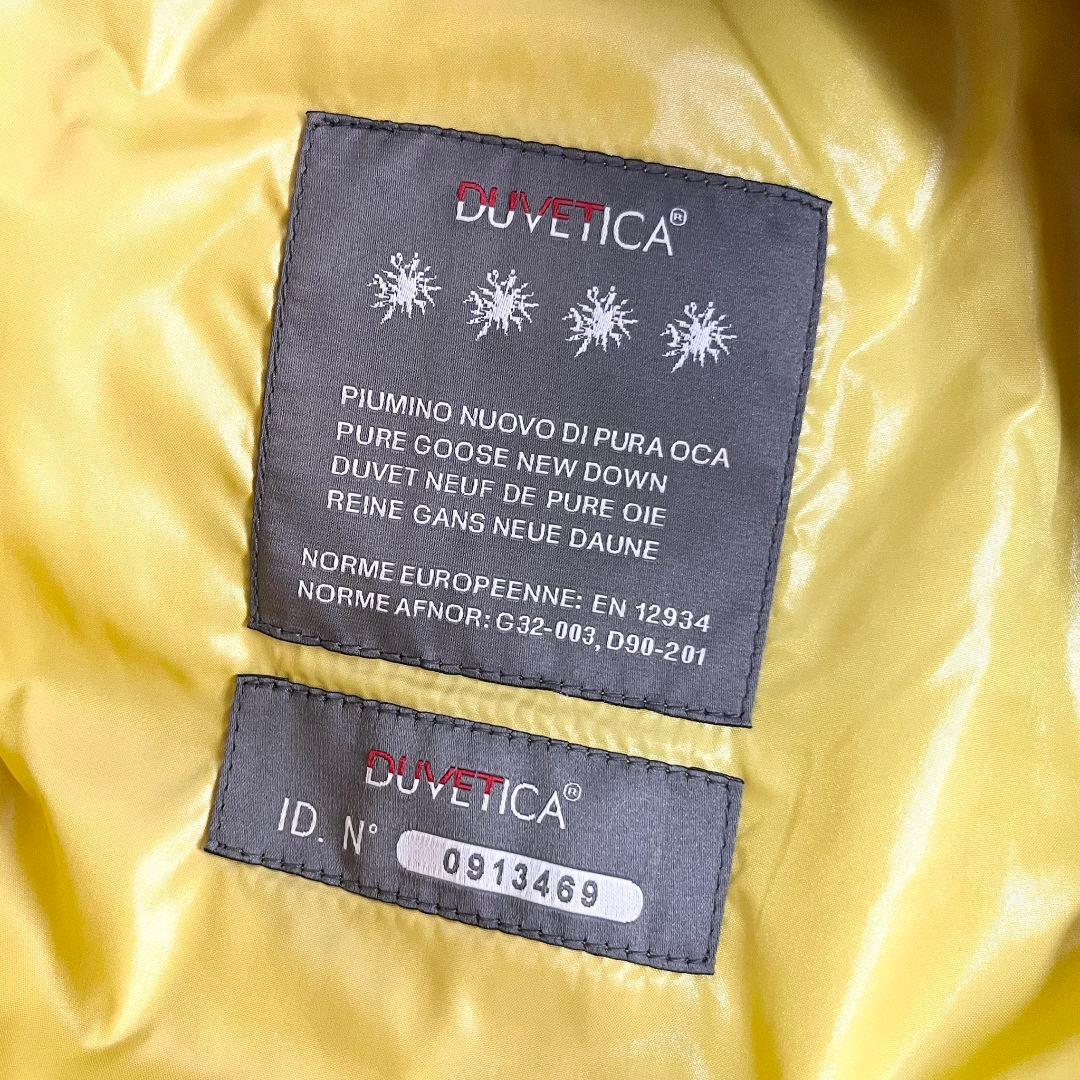 DUVETICA®
PIUMINO NUOVO DI PURA OCA
PURE GOOSE NEW DOWN
DUVET NEUF DE PURE OIE
REINE GANS NEUE DAUNE
NORME EUROPEENNE: EN 12934
NORME AFNOR: G32-003, D90-201
DUVETICA®
ID. N° 0913469